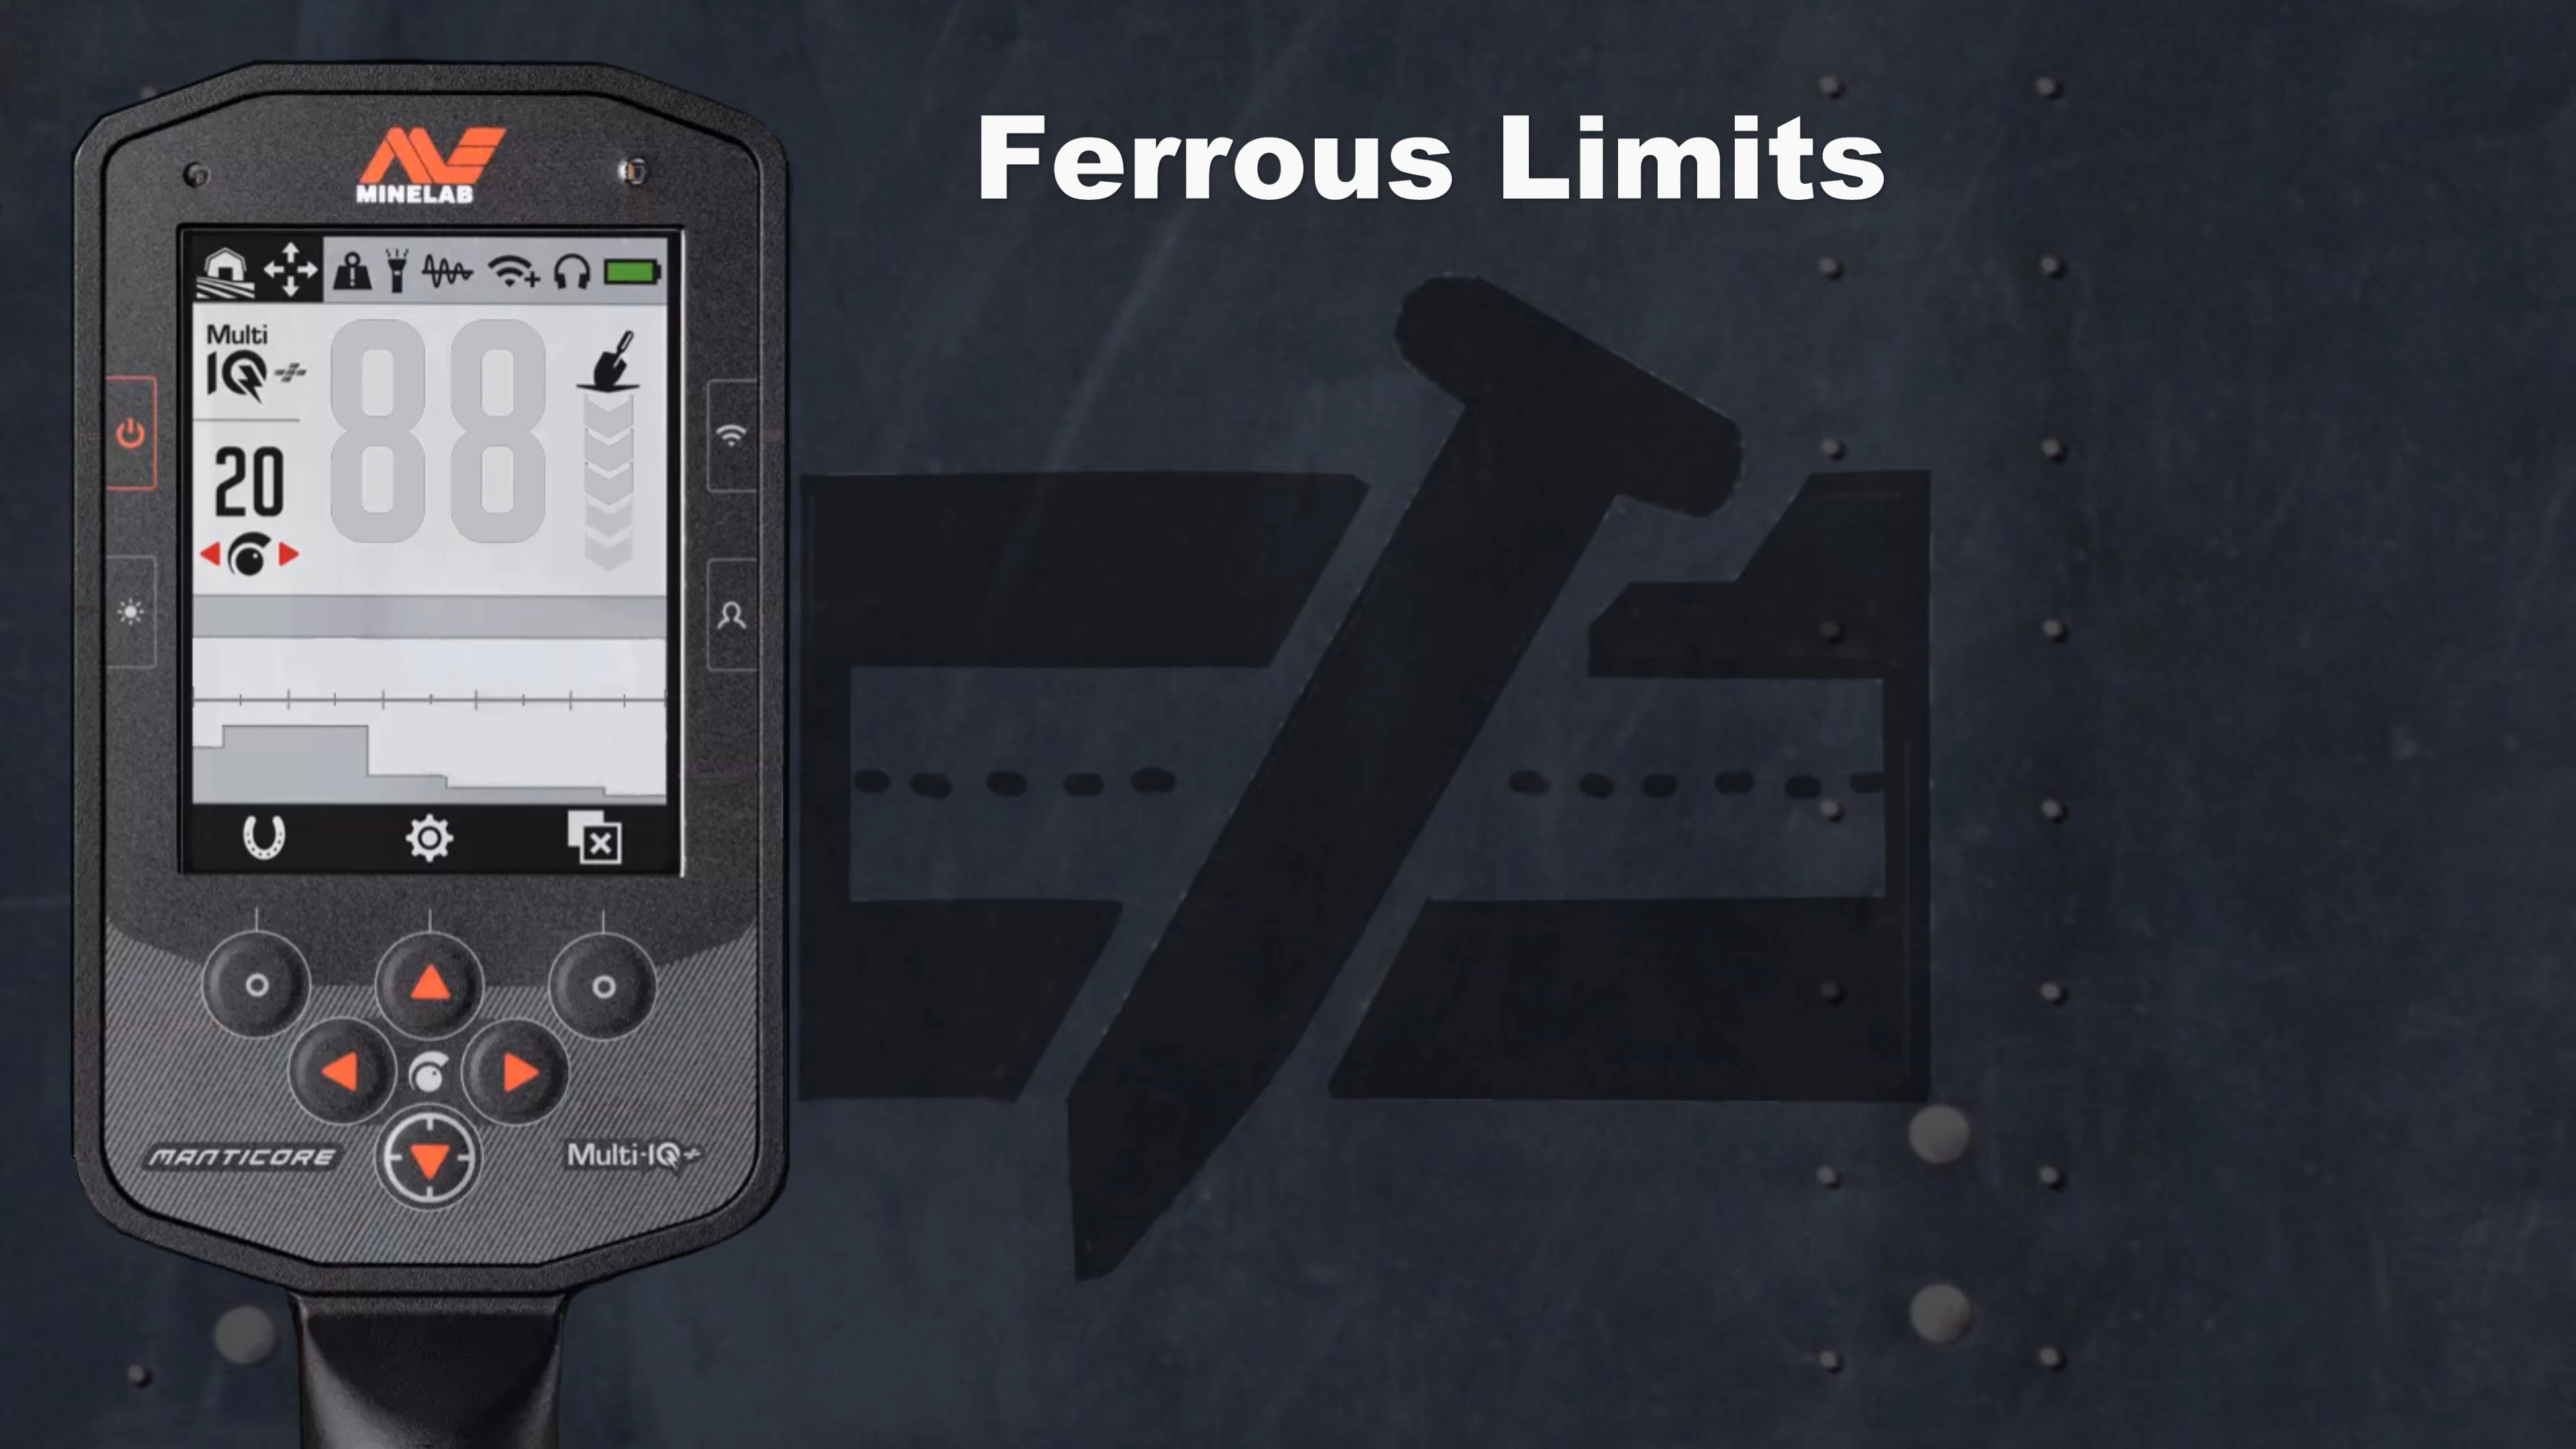 Ferrous Limits
MINELAB
Multi
IQ
88
20
MANTICORE
Multi-IQ